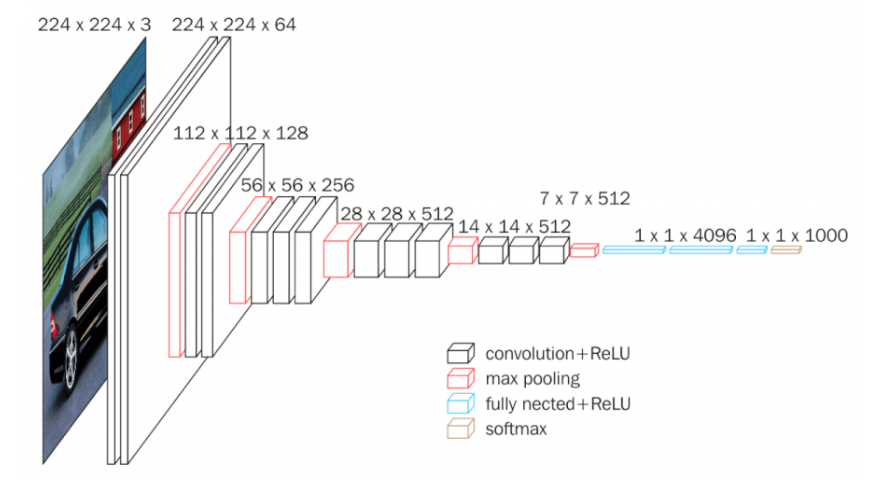 224 x 224 x 3
224 x 224 x 64
112 x 112 x 128
56 x 56 x 256
28 x 28 x 512
14 x 14 x 512
7 x 7 x 512
1 x 1 x 4096
1 x 1 x 1000
convolution+ReLU
max pooling
fully nected+ReLU
softmax